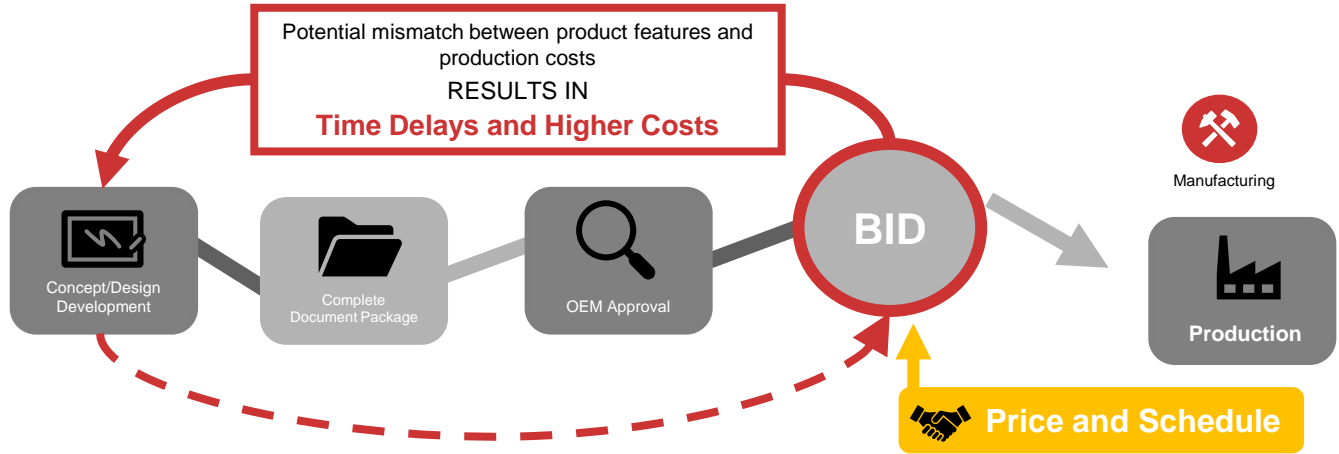 Potential mismatch between product features and
production costs
RESULTS IN
Time Delays and Higher Costs
Manufacturing
Concept/Design
Development
Complete
Document Package
OEM Approval
BID
Production
Price and Schedule